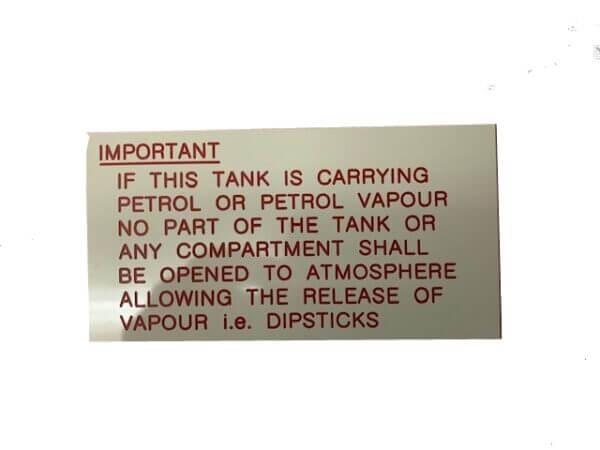 IMPORTANT
IF THIS TANK IS CARRYING
PETROL OR PETROL VAPOUR
NO PART OF THE TANK OR
ANY COMPARTMENT SHALL
BE OPENED TO ATMOSPHERE
ALLOWING THE RELEASE OF
VAPOUR i.e. DIPSTICKS